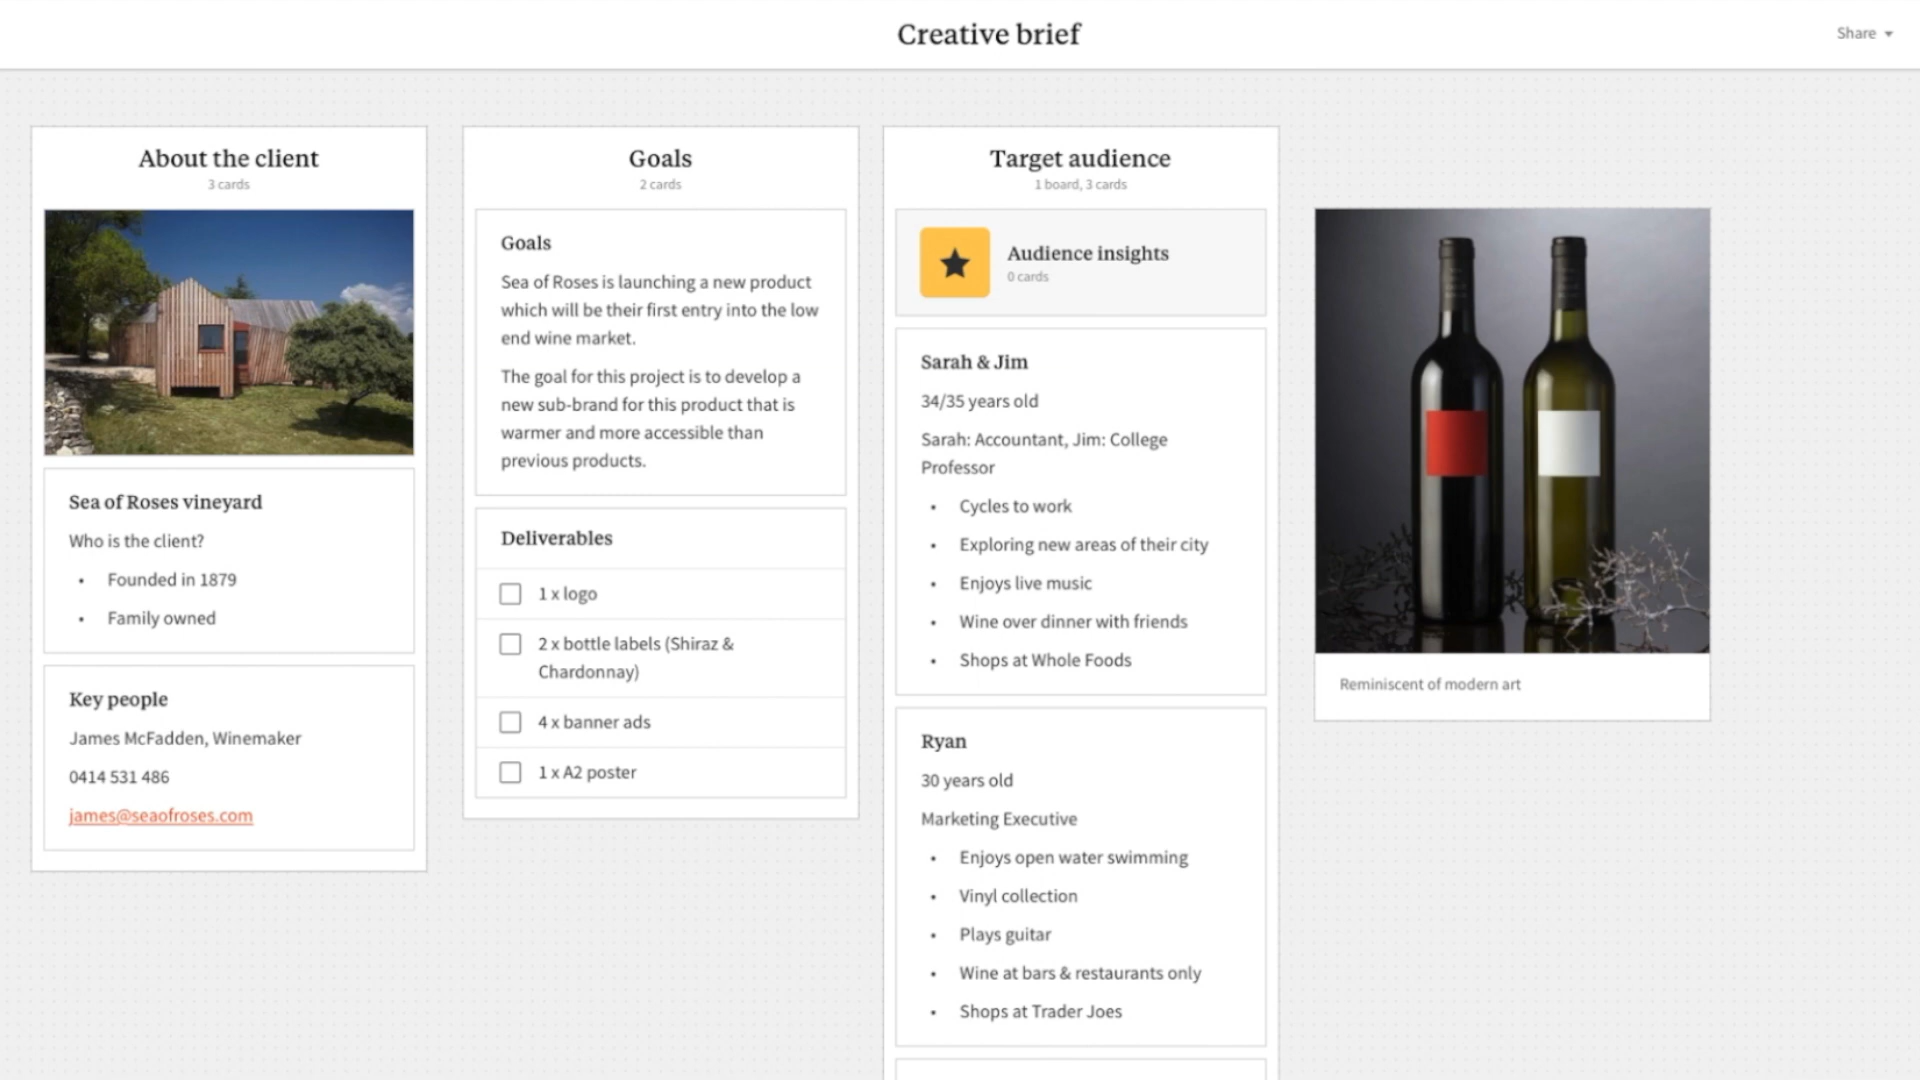 Creative brief
Share
About the client
3 cards
Sea of Roses vineyard
Who is the client?
• Founded in 1879
• Family owned
Key people
James McFadden, Winemaker
0414 531 486
james@seaofroses.com
Goals
2 cards
Goals
Sea of Roses is launching a new product
which will be their first entry into the low
end wine market.
The goal for this project is to develop a
new sub-brand for this product that is
warmer and more accessible than
previous products.
Deliverables
1 x logo
2 x bottle labels (Shiraz &
Chardonnay)
4 x banner ads
1 x A2 poster
Target audience
1 board, 3 cards
Audience insights
0 cards
Sarah & Jim
34/35 years old
Sarah: Accountant, Jim: College
Professor
• Cycles to work
• Exploring new areas of their city
• Enjoys live music
• Wine over dinner with friends
• Shops at Whole Foods
Ryan
30 years old
Marketing Executive
• Enjoys open water swimming
• Vinyl collection
• Plays guitar
• Wine at bars & restaurants only
• Shops at Trader Joes
Reminiscent of modern art